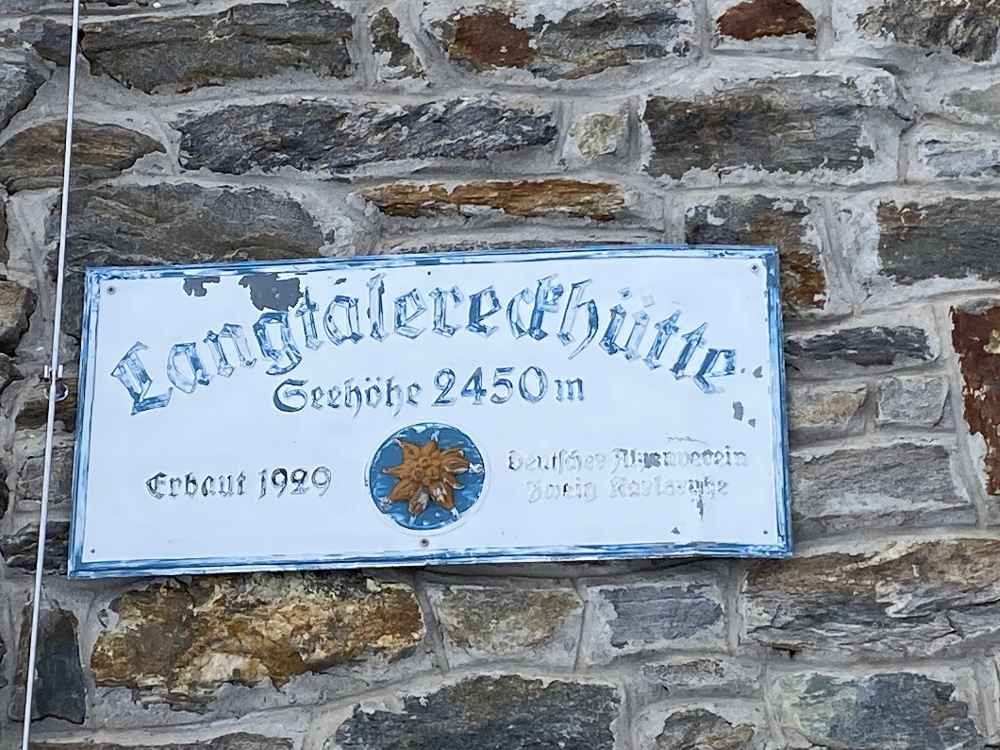 Langtalereckhütte
Seehöhe 2450 m
Erbaut 1929
Deutscher Alpenverein
Zweig Karlsruhe